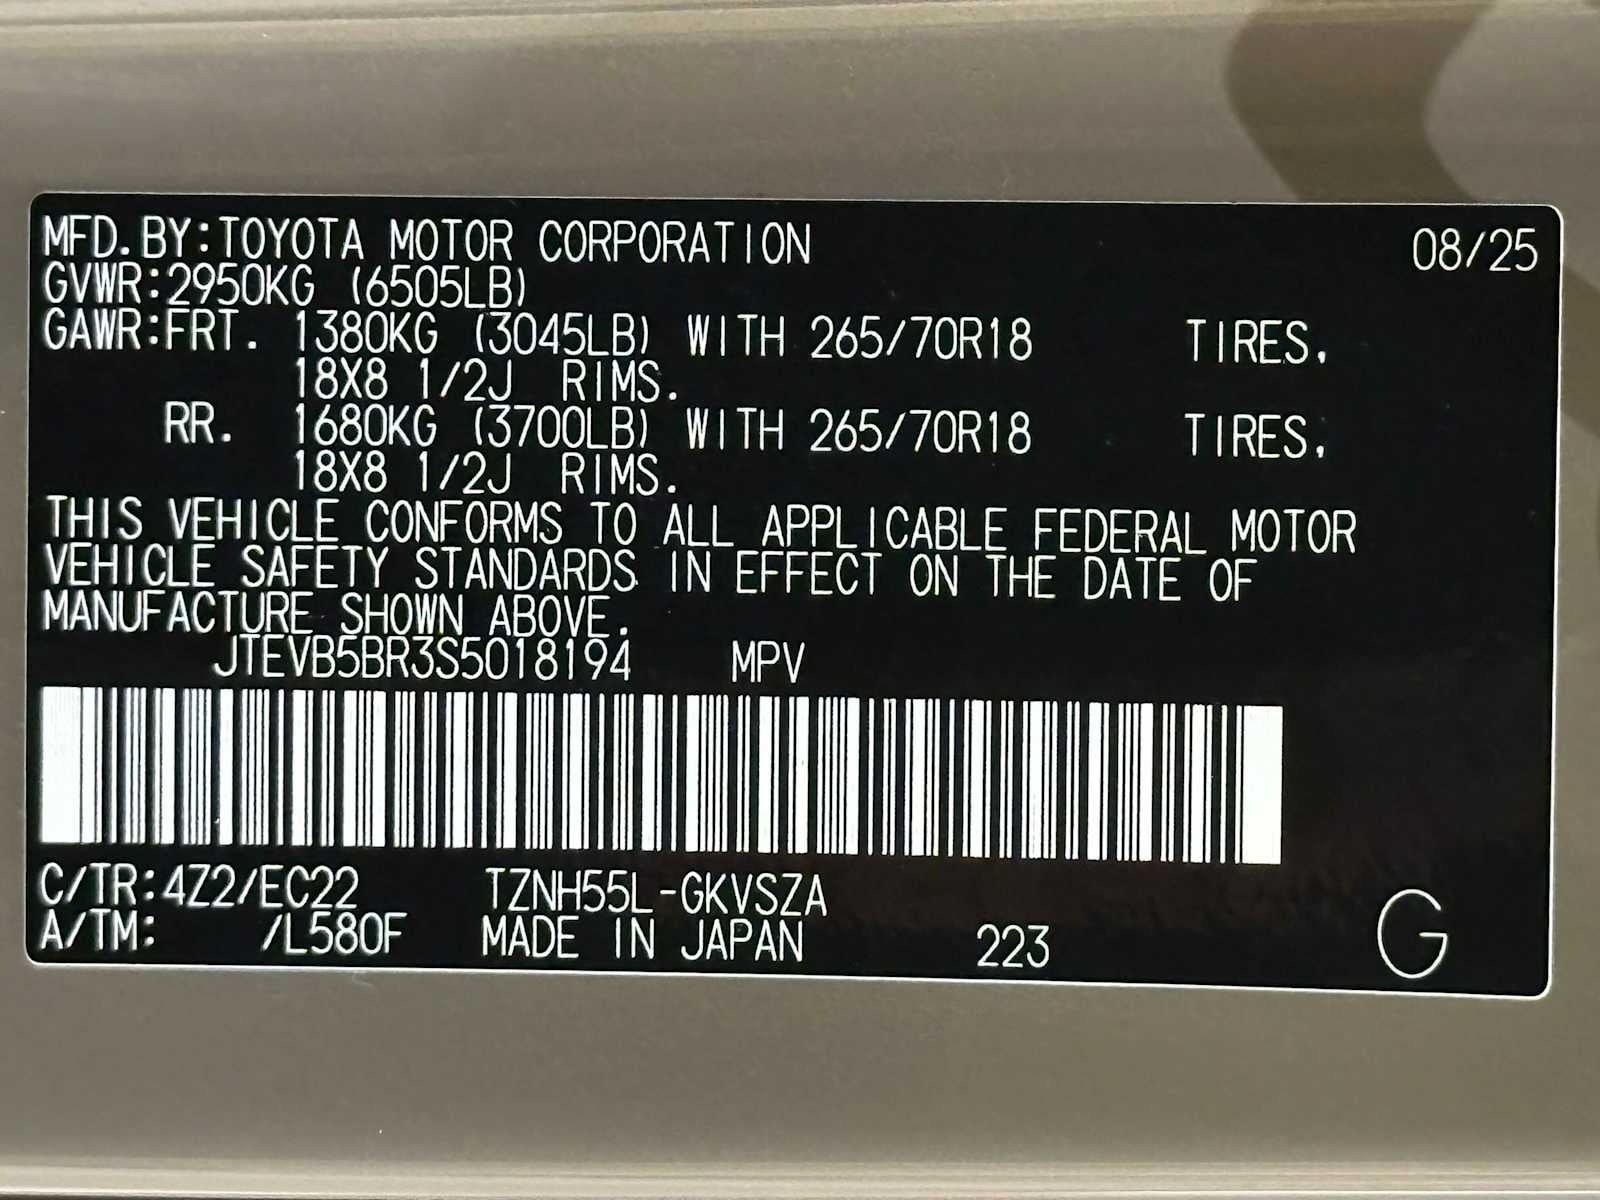 MFD.BY:TOYOTA MOTOR CORPORATION 08/25
GVWR:2950KG (6505LB)
GAWR:FRT. 1380KG (3045LB) WITH 265/70R18 TIRES.
18X8 1/2J RIMS.
RR. 1680KG (3700LB) WITH 265/70R18 TIRES.
18X8 1/2J RIMS.
THIS VEHICLE CONFORMS TO ALL APPLICABLE FEDERAL MOTOR
VEHICLE SAFETY STANDARDS IN EFFECT ON THE DATE OF
MANUFACTURE SHOWN ABOVE.
JTEVB5BR3S5018194 MPV
C/TR:4Z2/EC22 TZNH55L-GKVSZA
A/TM: /L580F MADE IN JAPAN 223 G